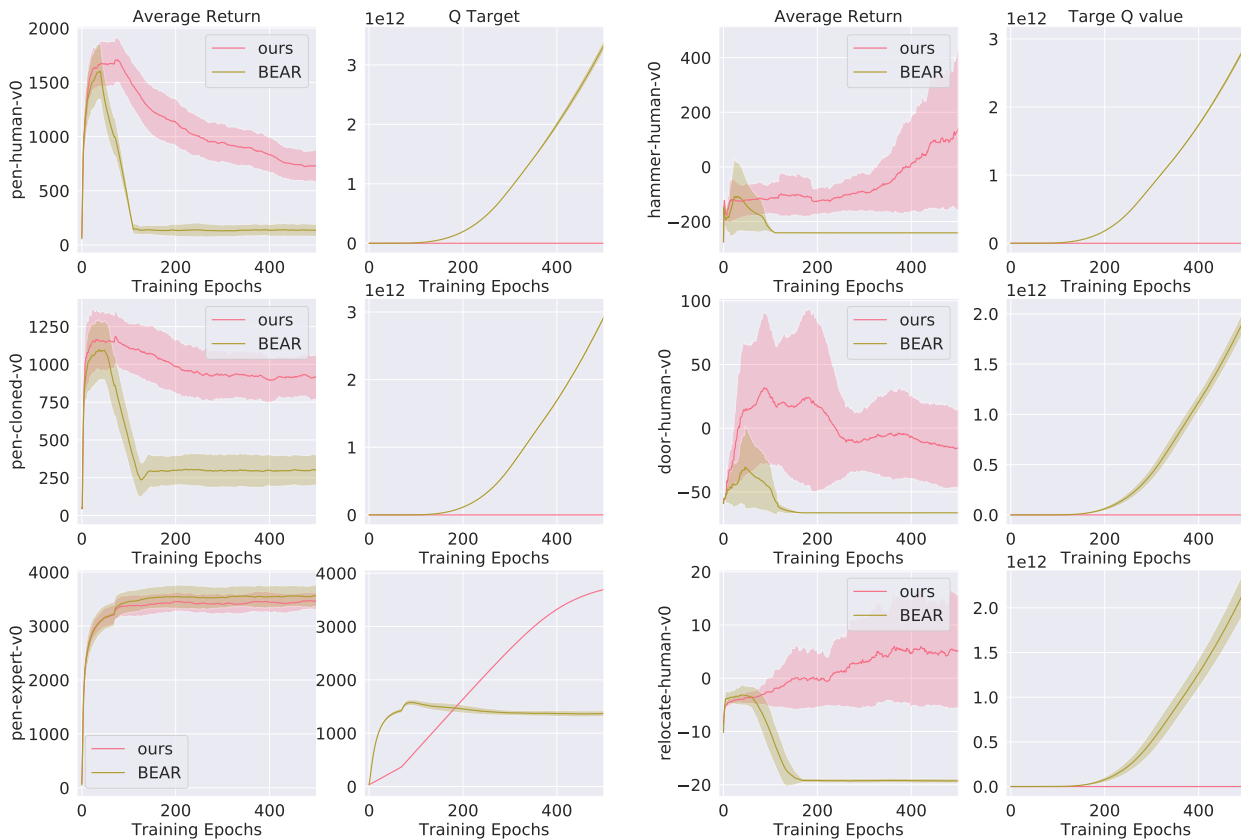 Average Return
Q Target
Average Return
Targe Q value
pen-human-v0
2000
1500
1000
500
0
0 200 400
Training Epochs
ours
BEAR
1e12
3
2
1
0
0 200 400
Training Epochs
hammer-human-v0
400
200
0
−200
0 200 400
Training Epochs
ours
BEAR
1e12
3
2
1
0
0 200 400
Training Epochs
pen-cloned-v0
1250
1000
750
500
250
0
0 200 400
Training Epochs
ours
BEAR
1e12
3
2
1
0
0 200 400
Training Epochs
door-human-v0
100
50
0
−50
0 200 400
Training Epochs
ours
BEAR
1e12
2.0
1.5
1.0
0.5
0.0
0 200 400
Training Epochs
pen-expert-v0
4000
3000
2000
1000
0
0 200 400
Training Epochs
ours
BEAR
4000
3000
2000
1000
0
0 200 400
Training Epochs
relocate-human-v0
20
10
0
−10
−20
0 200 400
Training Epochs
ours
BEAR
1e12
2.0
1.5
1.0
0.5
0.0
0 200 400
Training Epochs